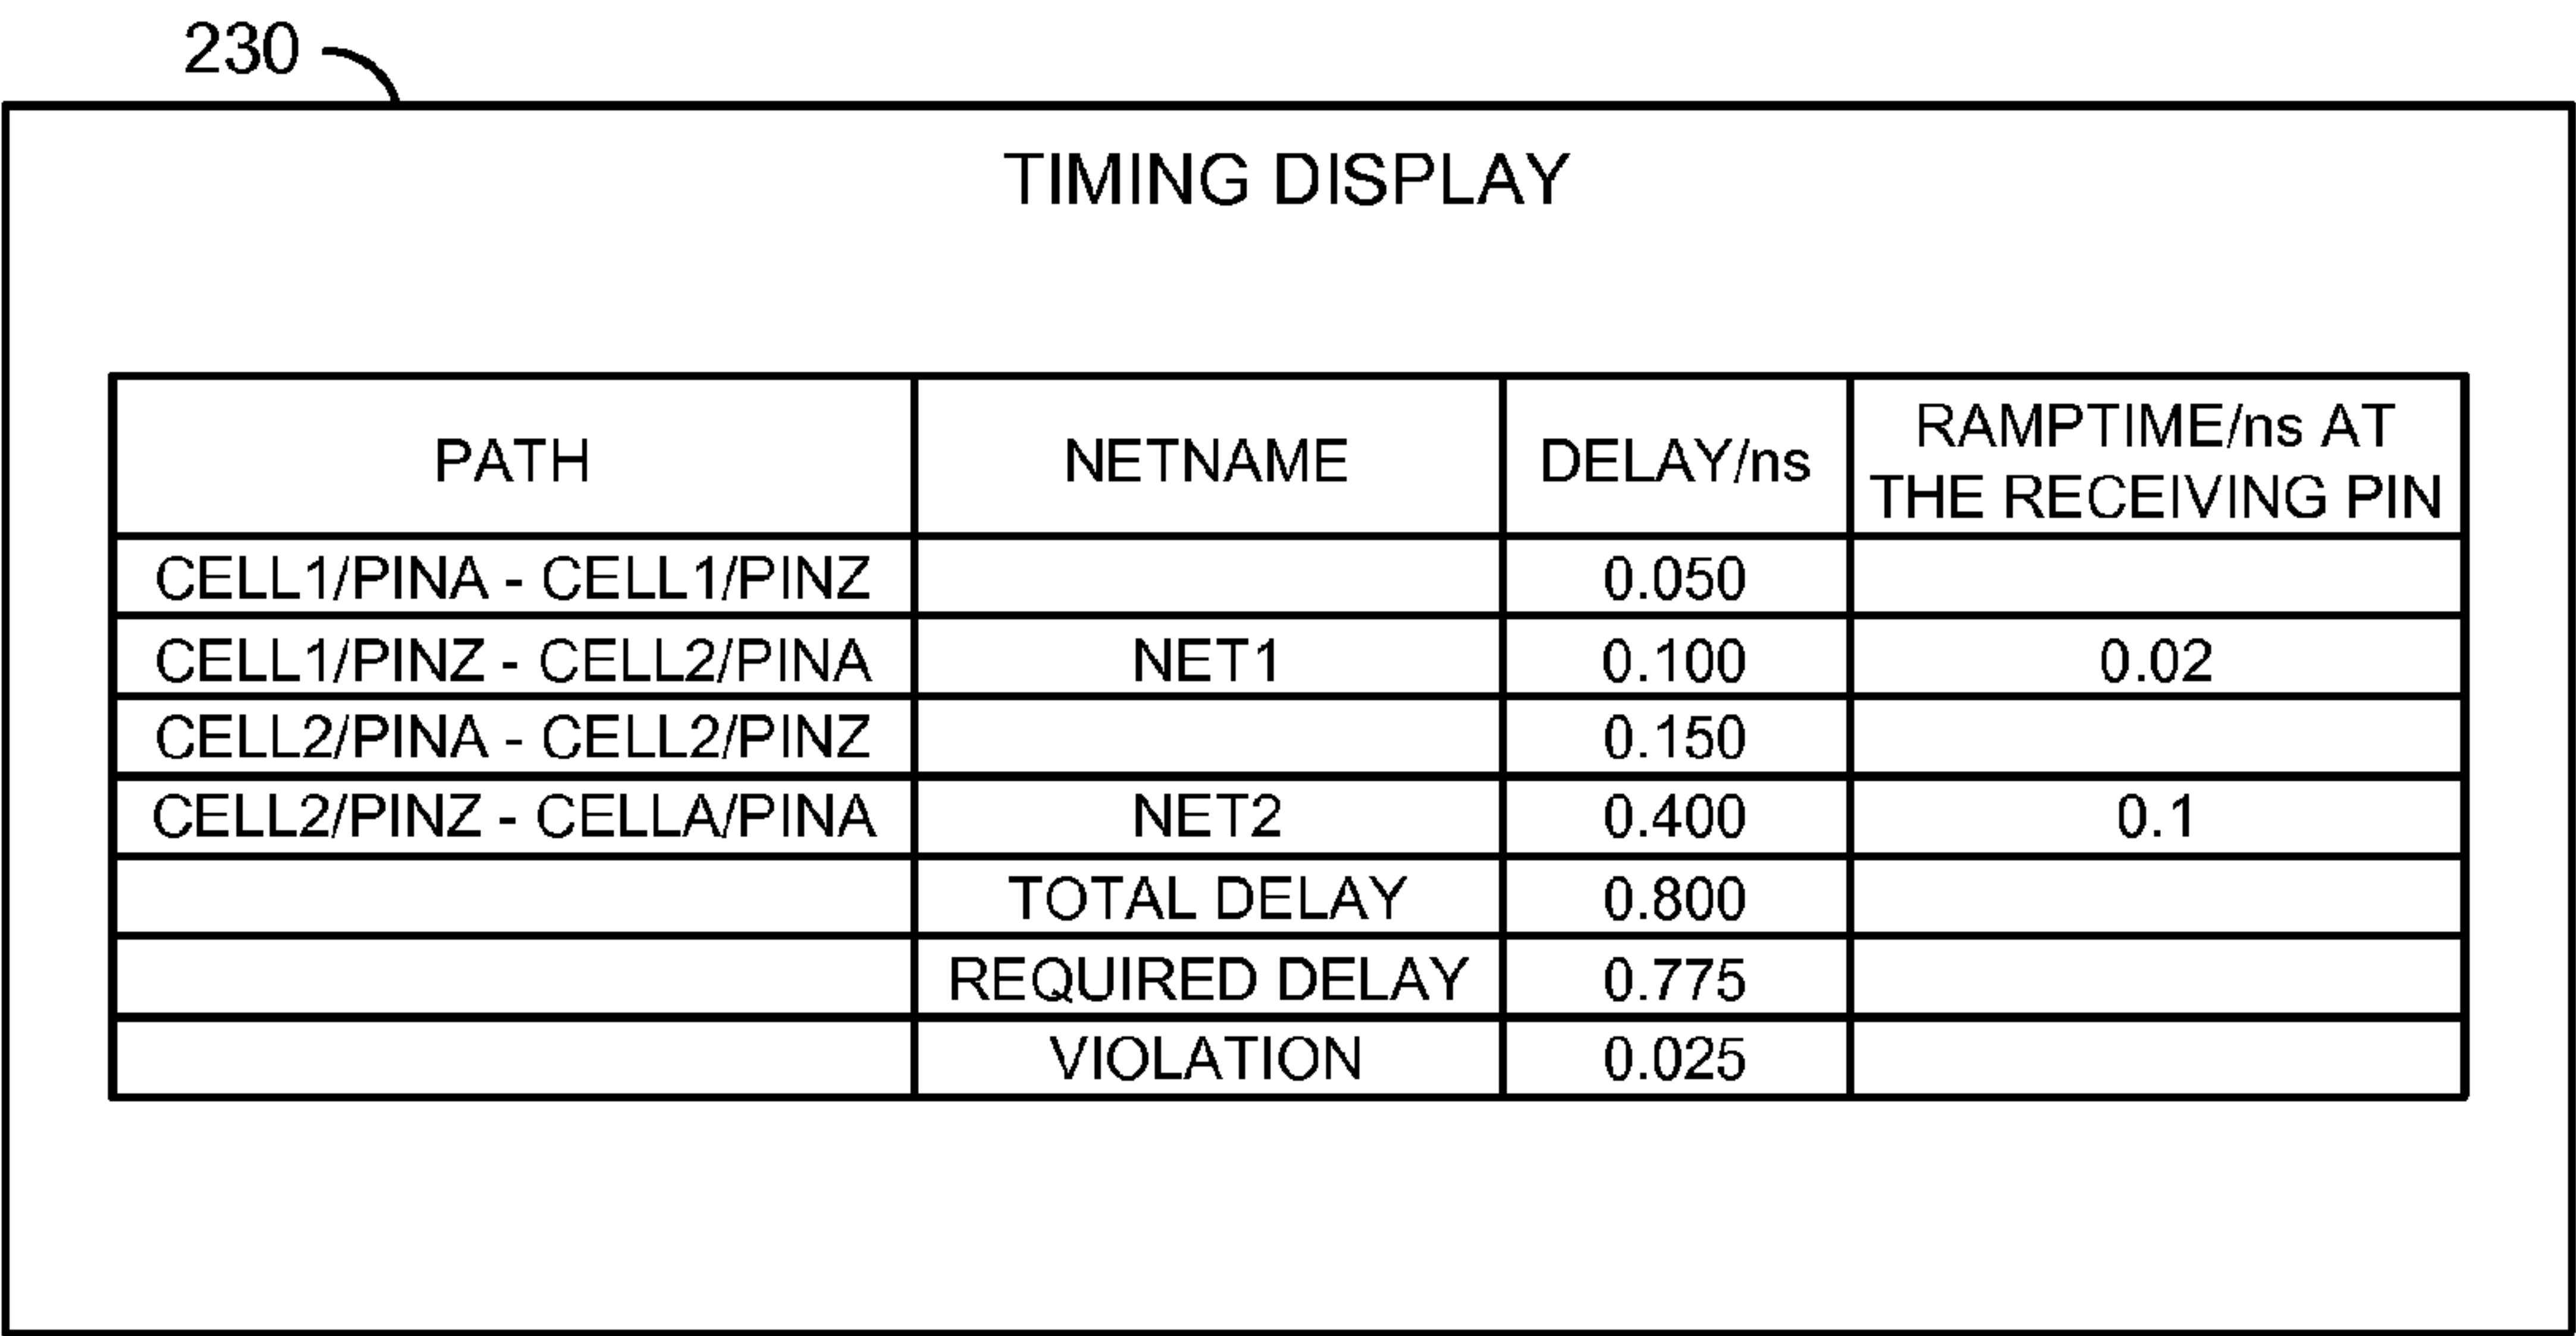 230
TIMING DISPLAY
PATH NETNAME DELAY/ns RAMPTIME/ns AT
THE RECEIVING PIN
CELL1/PINA - CELL1/PINZ 0.050
CELL1/PINZ - CELL2/PINA NET1 0.100 0.02
CELL2/PINA - CELL2/PINZ 0.150
CELL2/PINZ - CELLA/PINA NET2 0.400 0.1
TOTAL DELAY 0.800
REQUIRED DELAY 0.775
VIOLATION 0.025